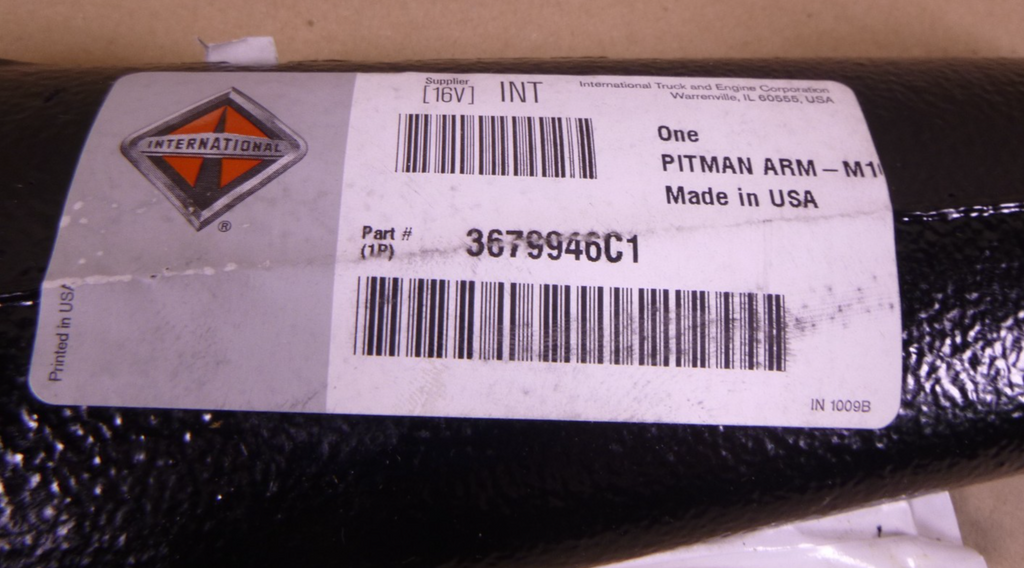 INTERNATIONAL
®
Supplier
[16V] INT
International Truck and Engine Corporation
Warrenville, IL 60555, USA
One
PITMAN ARM – M1
Made in USA
Part # 3679946C1
(1P)
Printed in USA
IN 1009B